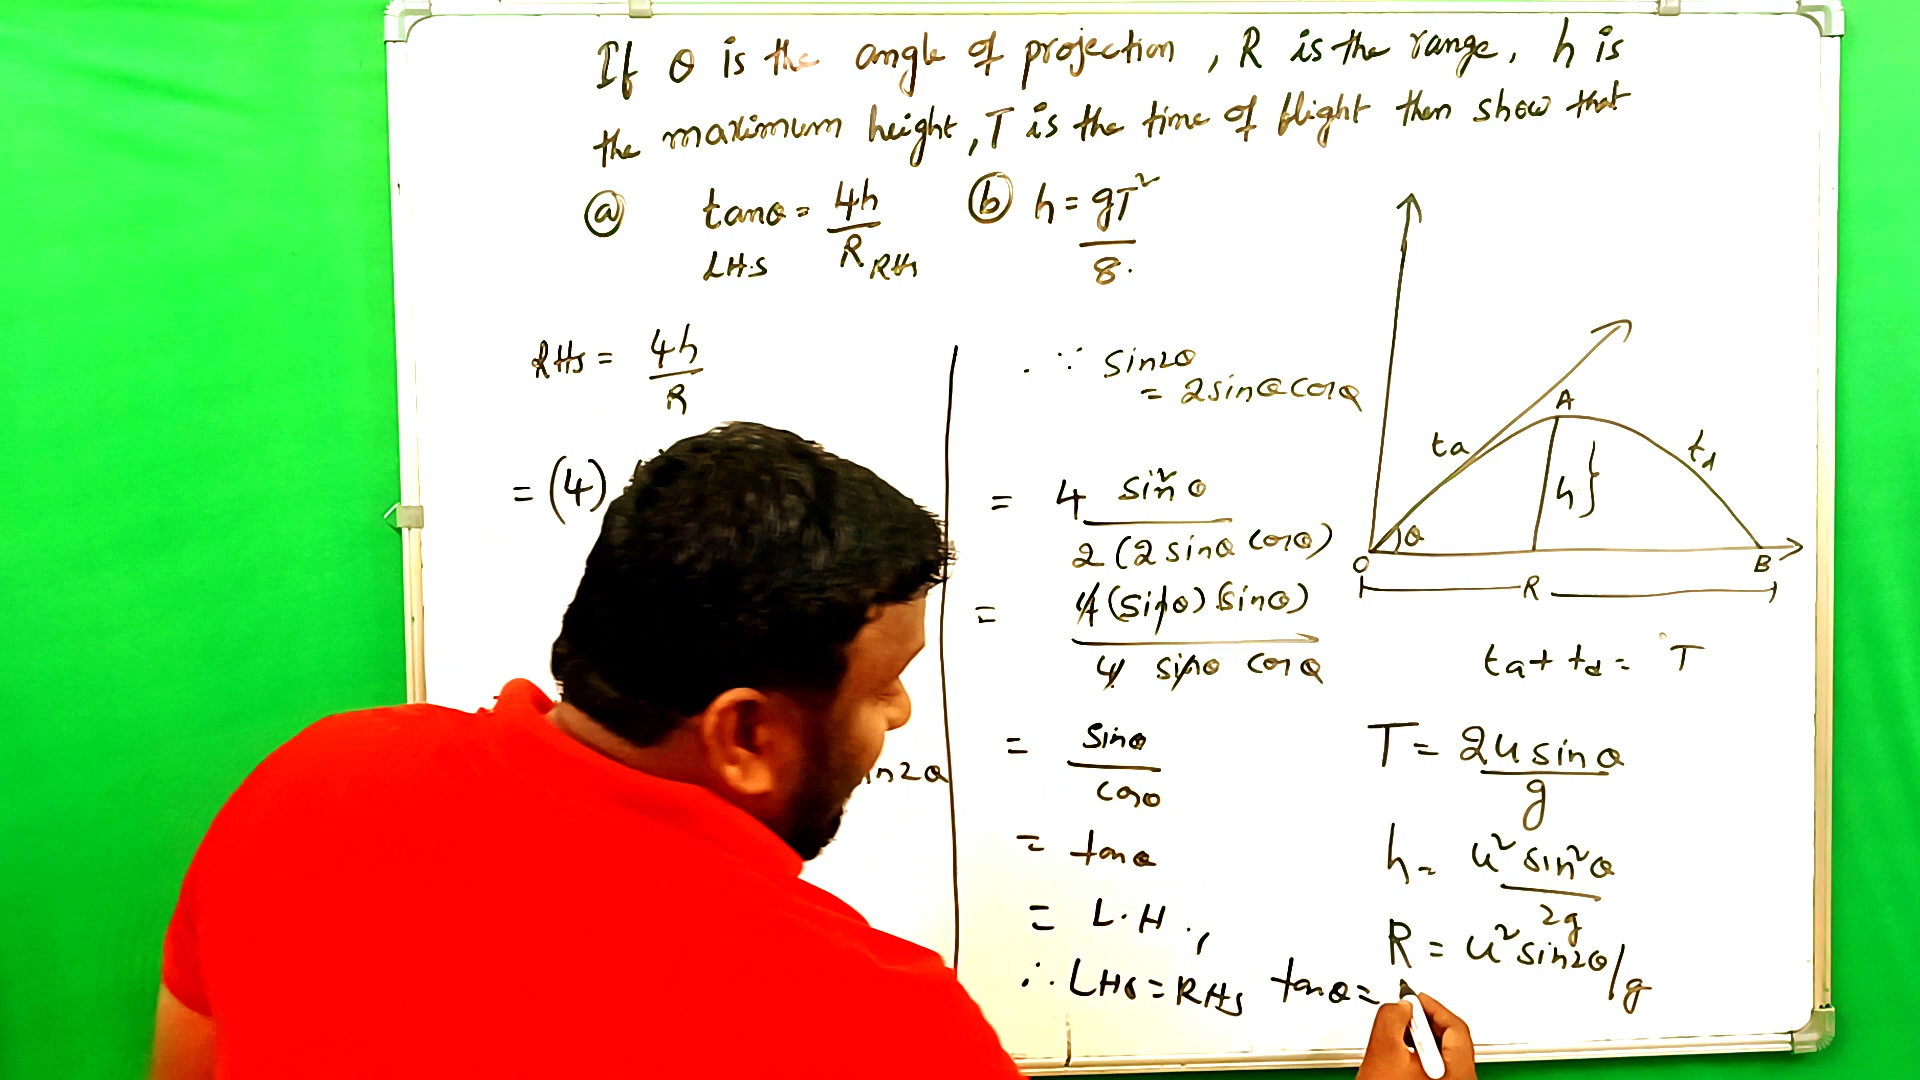 If θ is the angle of projection, R is the range, h is
the maximum height, T is the time of flight then show that
ⓐ tanθ = 4h/R ⓑ h = gT²/8.
LHS RHS
RHS = 4h/R
= (4)
in2θ
∵ sin2θ
= 2sinθcosθ
= 4 sin²θ / 2(2sinθ cosθ)
= 4(sinθ)(sinθ) / 4 sinθ cosθ
= sinθ/cosθ
= tanθ
= L.H.,
∴ LHS = RHS tanθ =
A
ta
td
h
θ
O
B
R
ta + td = T
T = 2u sinθ/g
h = u² sin²θ/2g
R = u² sin2θ/g